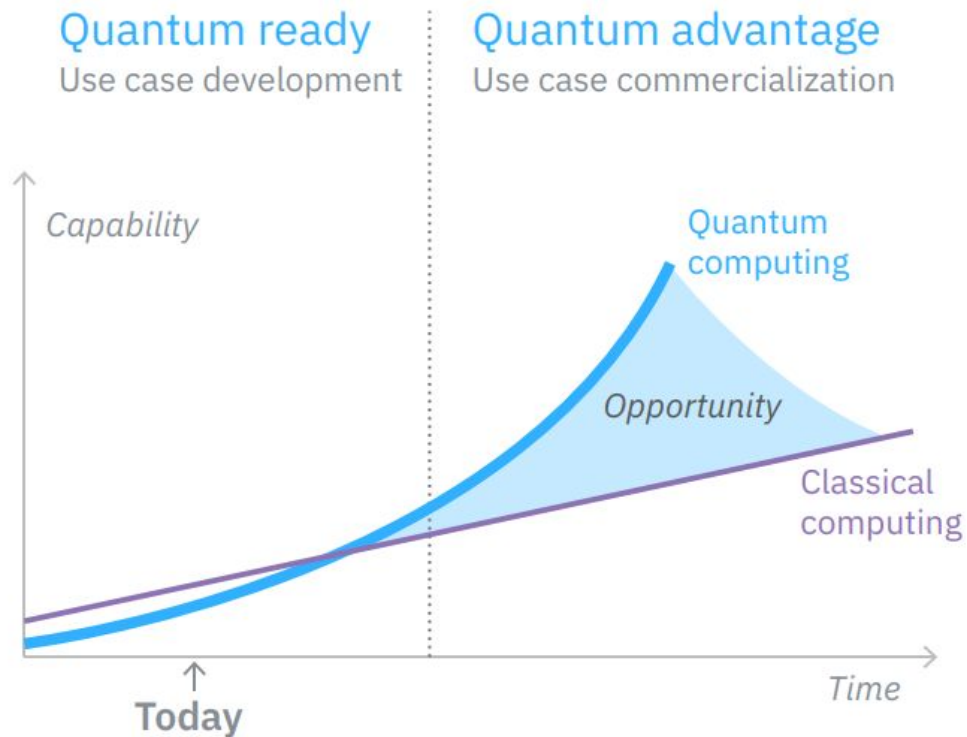 Quantum ready
Use case development
Quantum advantage
Use case commercialization
Capability
Quantum
computing
Opportunity
Classical
computing
Time
Today